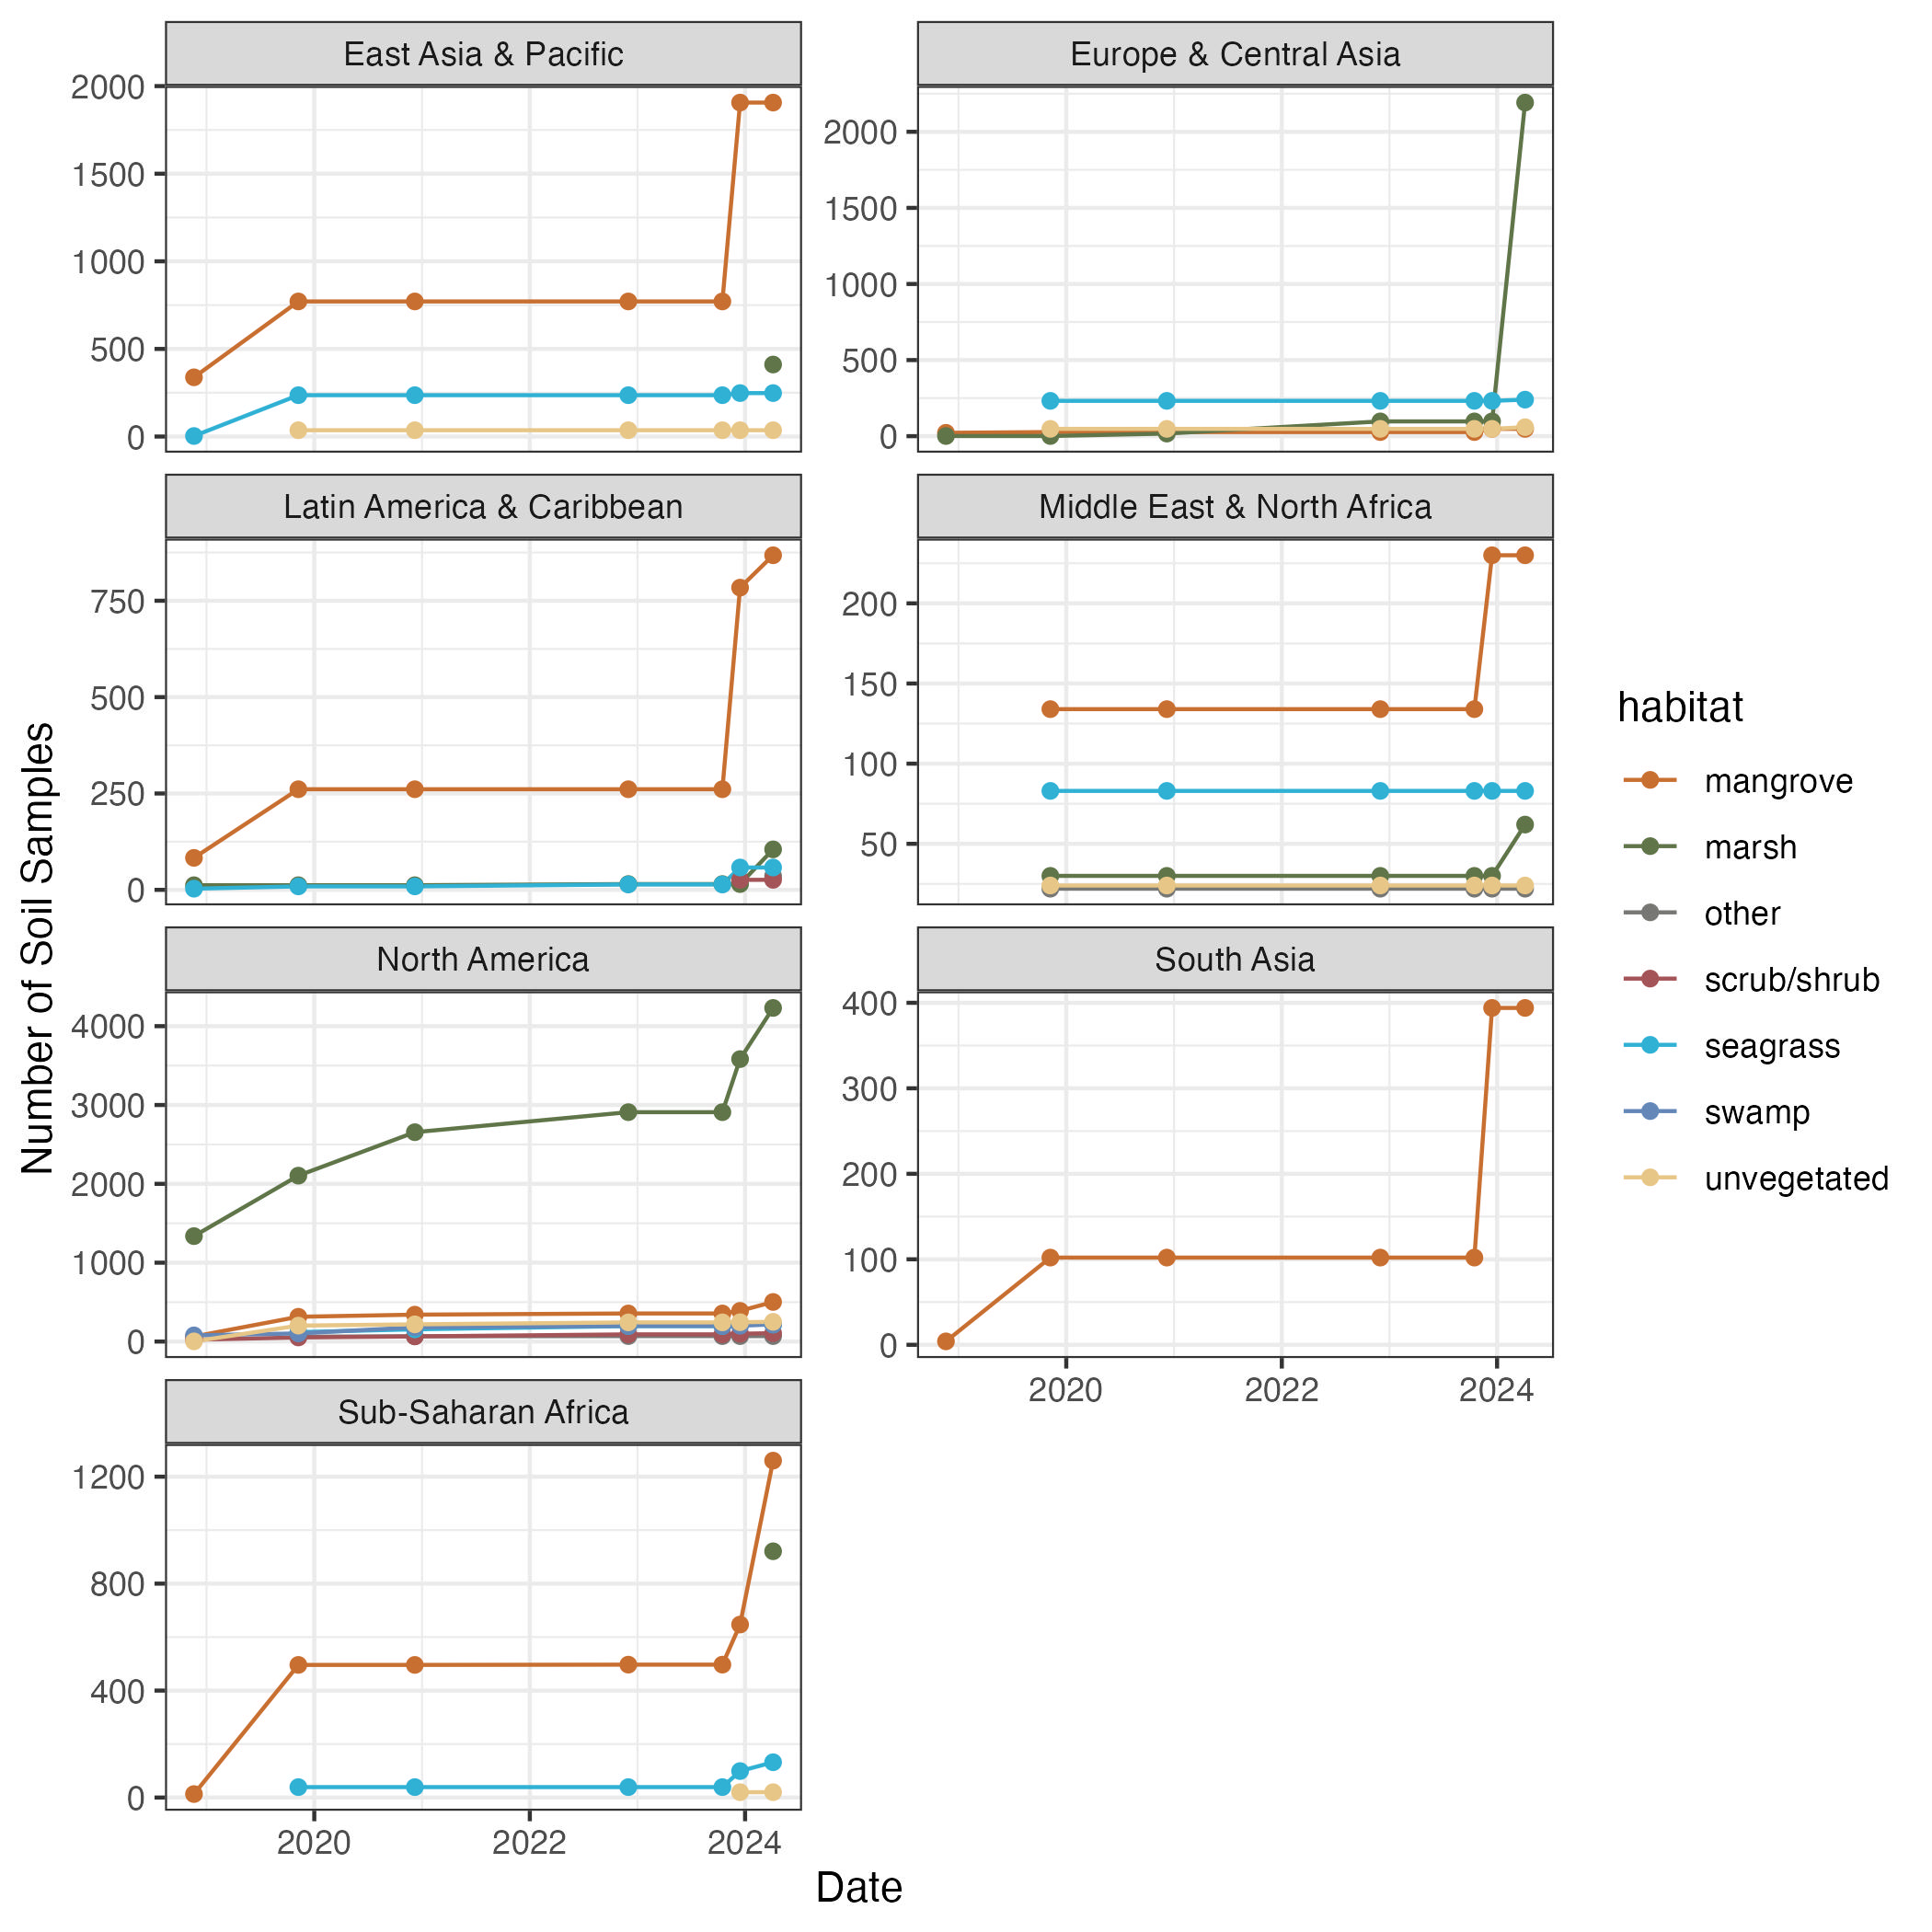 East Asia & Pacific
2000
1500
1000
500
0
Europe & Central Asia
2000
1500
1000
500
0
Latin America & Caribbean
750
500
250
0
Middle East & North Africa
200
150
100
50
North America
4000
3000
2000
1000
0
South Asia
400
300
200
100
0
2020 2022 2024
Sub-Saharan Africa
1200
800
400
0
2020 2022 2024
Date
Number of Soil Samples
habitat
mangrove
marsh
other
scrub/shrub
seagrass
swamp
unvegetated